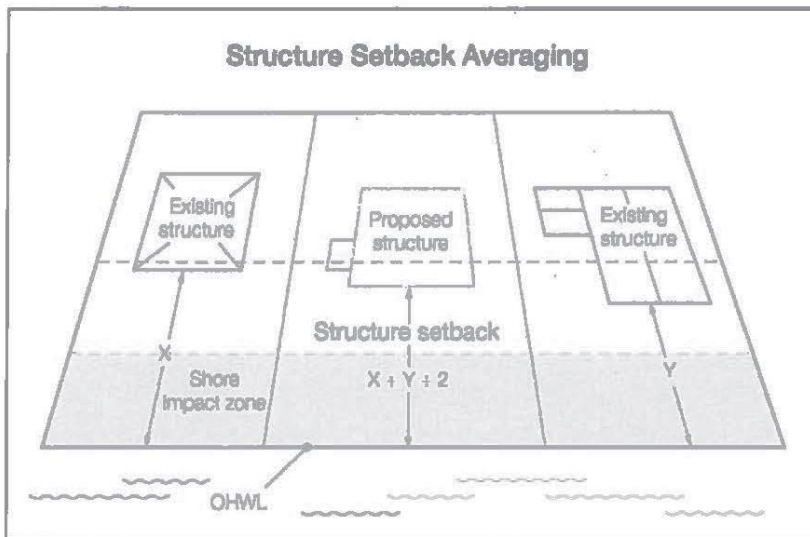 Structure Setback Averaging
Existing
structure
Proposed
structure
Existing
structure
Structure setback
X
Shore
impact zone
X + Y ÷ 2
Y
OHWL